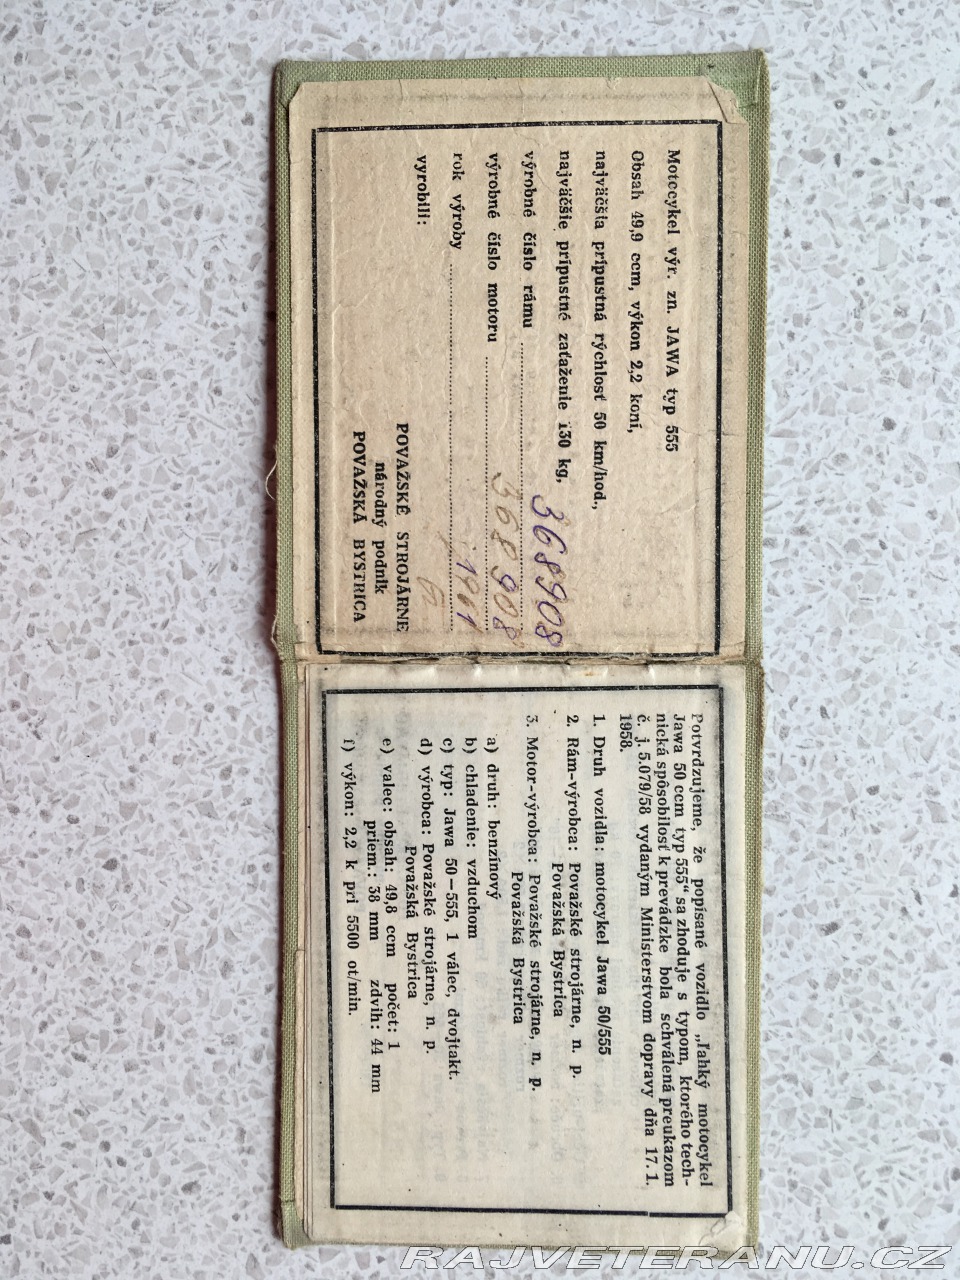 Motocykel výr. zn. JAWA typ 555
Obsah 49,9 ccm, výkon 2,2 koní,
najväčšia prípustná rýchlosť 50 km/hod.,
najväčšie prípustné zaťaženie 130 kg,
výrobné číslo rámu 368908
výrobné číslo motoru 368908
rok výroby 1961
vyrobili:
POVAŽSKÉ STROJÁRNE
národný podnik
POVAŽSKÁ BYSTRICA
Potvrdzujeme, že popísané vozidlo „ľahký motocykel
Jawa 50 ccm typ 555“ sa zhoduje s typom, ktorého tech-
nická spôsobilosť k prevádzke bola schválená preukazom
č. j. 5.079/58 vydaným Ministerstvom dopravy dňa 17. 1.
1958.
1. Druh vozidla: motocykel Jawa 50/555
2. Rám-výrobca: Považské strojárne, n. p.
Považská Bystrica
3. Motor-výrobca: Považské strojárne, n. p.
Považská Bystrica
a) druh: benzínový
b) chladenie: vzduchom
c) typ: Jawa 50—555, 1 válec, dvojtakt.
d) výrobca: Považské strojárne, n. p.
Považská Bystrica
e) valec: obsah: 49,8 ccm počet: 1
priem.: 38 mm zdvih: 44 mm
f) výkon: 2,2 k pri 5500 ot/min.
RAJVETERANU.CZ